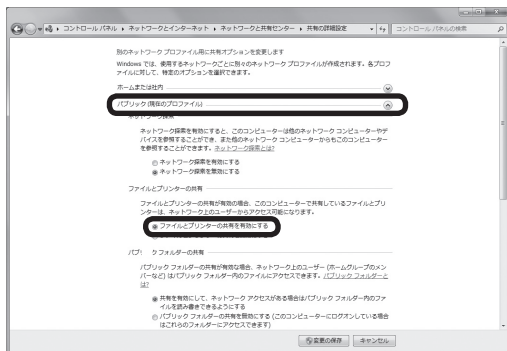 コントロール パネル ▸ ネットワークとインターネット ▸ ネットワークと共有センター ▸ 共有の詳細設定
コントロール パネルの検索
別のネットワーク プロファイル用に共有オプションを変更します
Windows では、使用するネットワークごとに別々のネットワーク プロファイルが作成されます。各プロフ
ァイルに対して、特定のオプションを選択できます。
ホームまたは社内
パブリック (現在のプロファイル)
ネットワーク探索
ネットワーク探索を有効にすると、このコンピューターは他のネットワーク コンピューターやデ
バイスを参照することができ、また他のネットワーク コンピューターからもこのコンピューター
を参照することができます。ネットワーク探索とは?
ネットワーク探索を有効にする
ネットワーク探索を無効にする
ファイルとプリンターの共有
ファイルとプリンターの共有が有効の場合、このコンピューターで共有しているファイルとプリ
ンターは、ネットワーク上のユーザーからアクセス可能になります。
ファイルとプリンターの共有を有効にする
パブ クフォルダーの共有
パブリック フォルダーの共有が有効な場合、ネットワーク上のユーザー (ホームグループのメン
バーなど) はパブリック フォルダー内のファイルにアクセスできます。パブリック フォルダーと
は?
共有を有効にして、ネットワーク アクセスがある場合はパブリック フォルダー内のファ
イルを読み書きできるようにする
パブリック フォルダーの共有を無効にする (このコンピューターにログオンしている場合
はこれらのフォルダーにアクセスできます)
変更の保存
キャンセル